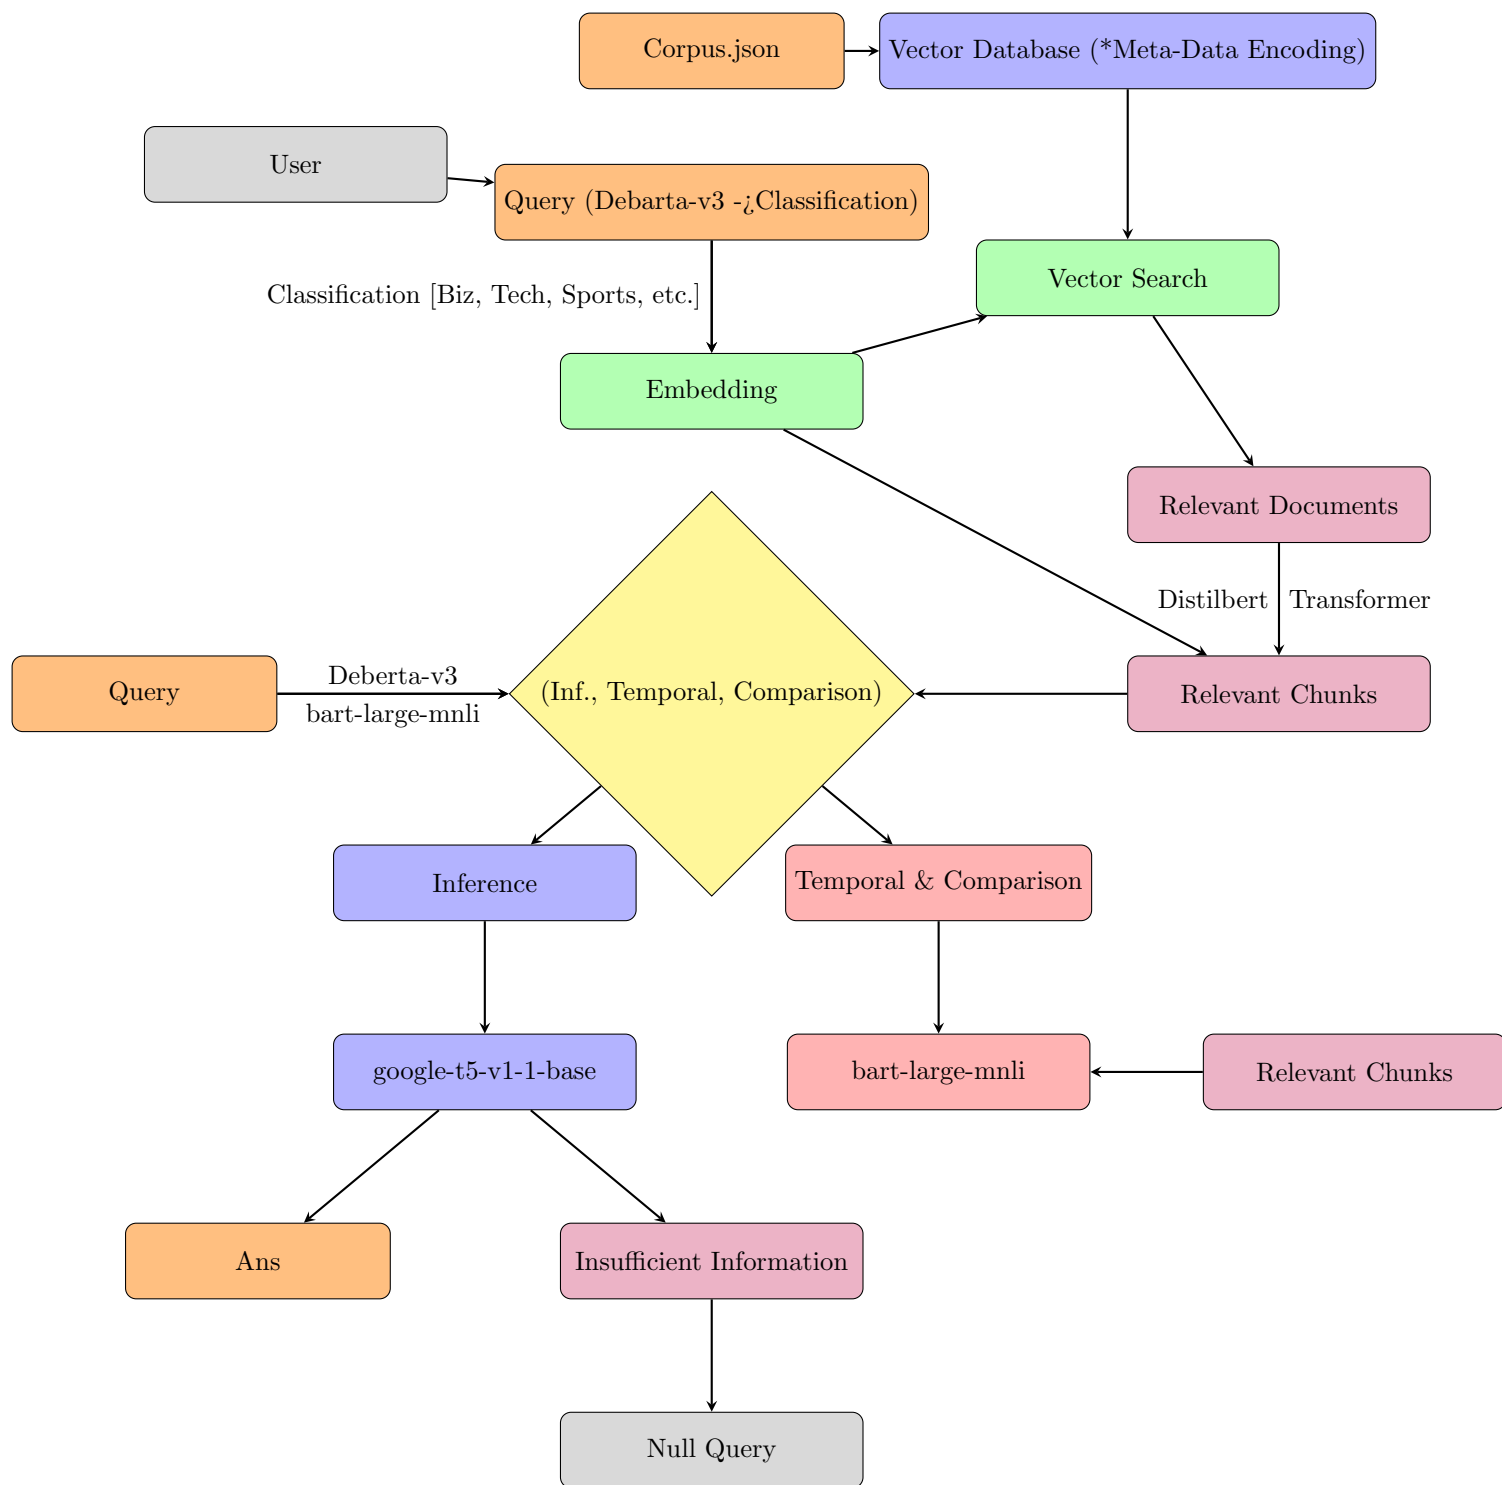 Corpus.json
Vector Database (*Meta-Data Encoding)
User
Query (Debarta-v3 -¿Classification)
Classification [Biz, Tech, Sports, etc.]
Vector Search
Embedding
Relevant Documents
Distilbert
Transformer
Query
Deberta-v3
bart-large-mnli
(Inf., Temporal, Comparison)
Relevant Chunks
Inference
Temporal & Comparison
google-t5-v1-1-base
bart-large-mnli
Relevant Chunks
Ans
Insufficient Information
Null Query